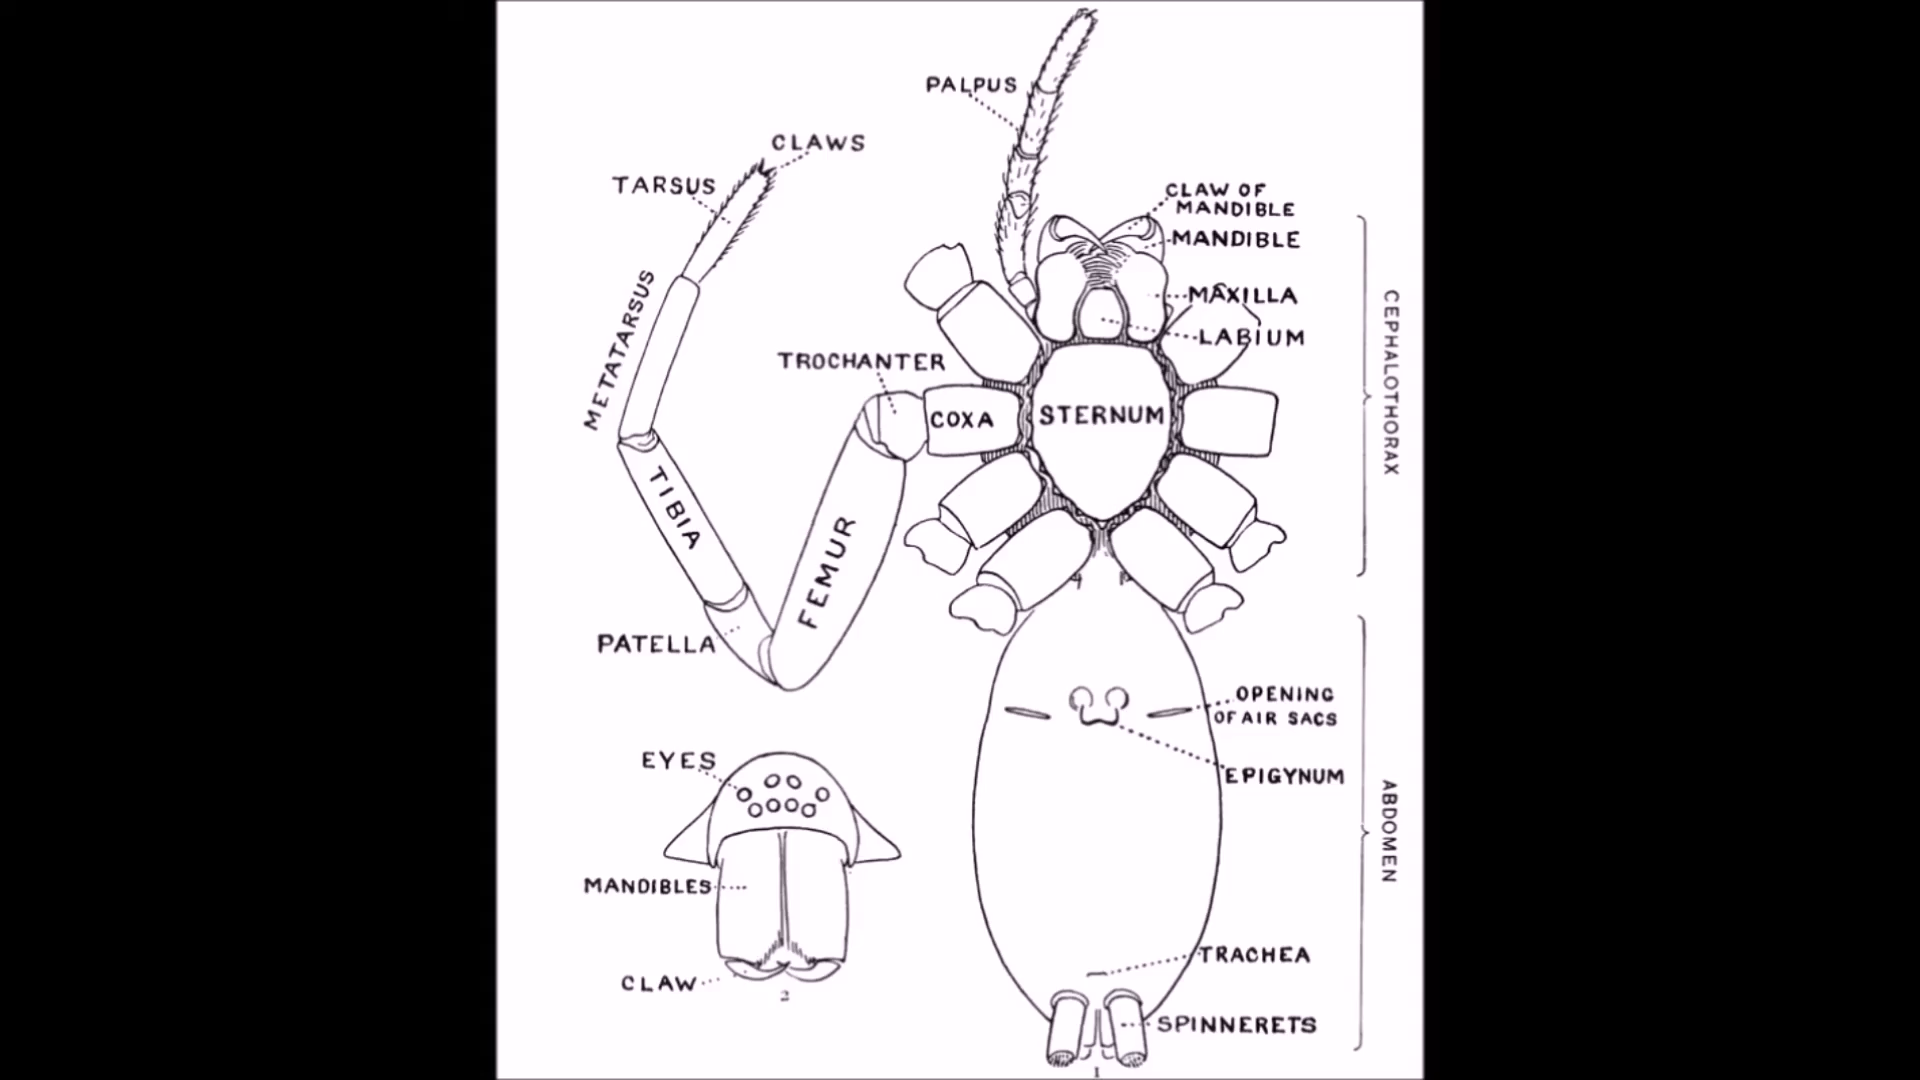 PALPUS
CLAWS
TARSUS
CLAW OF
MANDIBLE
MANDIBLE
METATARSUS
MAXILLA
LABIUM
CEPHALOTHORAX
TROCHANTER
COXA
STERNUM
TIBIA
FEMUR
PATELLA
OPENING
OF AIR SACS
EPIGYNUM
EYES
ABDOMEN
MANDIBLES
TRACHEA
CLAW
2
SPINNERETS
1